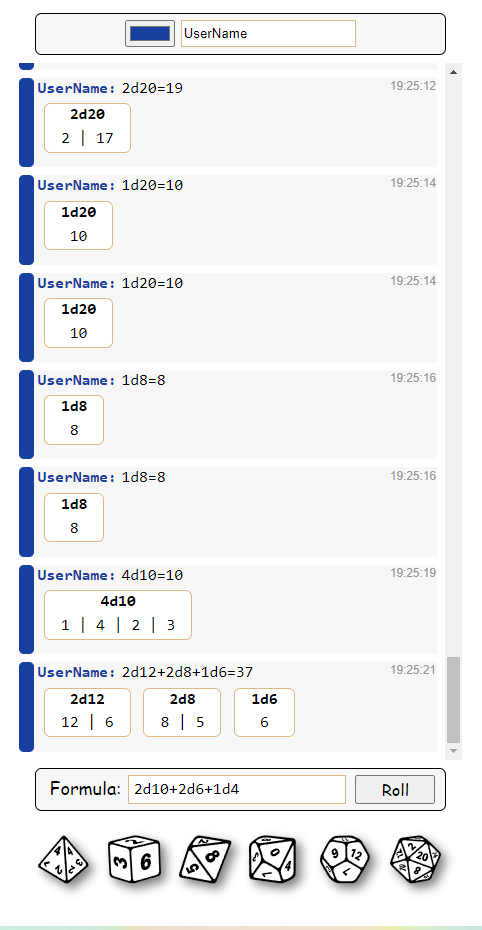 UserName
UserName: 2d20=19 19:25:12
2d20
2 | 17
UserName: 1d20=10 19:25:14
1d20
10
UserName: 1d20=10 19:25:14
1d20
10
UserName: 1d8=8 19:25:16
1d8
8
UserName: 1d8=8 19:25:16
1d8
8
UserName: 4d10=10 19:25:19
4d10
1 | 4 | 2 | 3
UserName: 2d12+2d8+1d6=37 19:25:21
2d12 2d8 1d6
12 | 6 8 | 5 6
Formula: 2d10+2d6+1d4 Roll